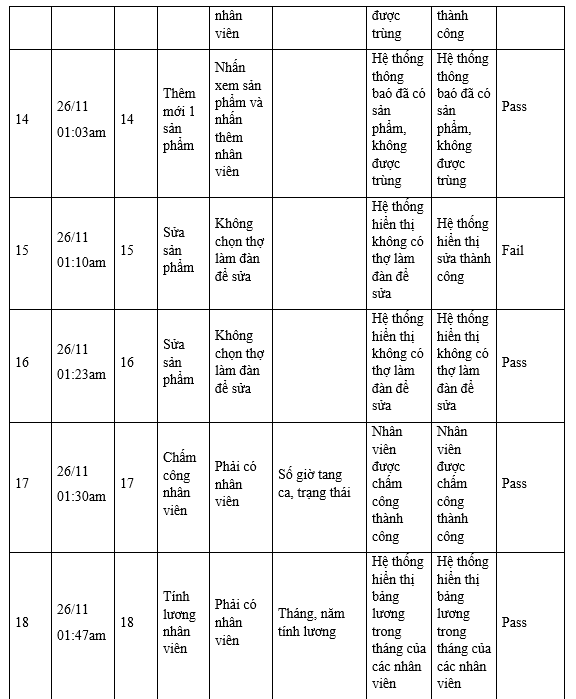 nhân
viên
được
trùng
thành
công
14
26/11
01:03am
14
Thêm
mới 1
sản
phẩm
Nhấn
xem sản
phẩm và
nhấn
thêm
nhân
viên
Hệ thống
thông
baó đã có
sản
phẩm,
không
được
trùng
Hệ thống
thông
baó đã có
sản
phẩm,
không
được
trùng
Pass
15
26/11
01:10am
15
Sửa
sản
phẩm
Không
chọn thợ
làm đàn
để sửa
Hệ thống
hiển thị
không có
thợ làm
đàn để
sửa
Hệ thống
hiển thị
sửa thành
công
Fail
16
26/11
01:23am
16
Sửa
sản
phẩm
Không
chọn thợ
làm đàn
để sửa
Hệ thống
hiển thị
không có
thợ làm
đàn để
sửa
Hệ thống
hiển thị
không có
thợ làm
đàn để
sửa
Pass
17
26/11
01:30am
17
Chấm
công
nhân
viên
Phải có
nhân
viên
Số giờ tang
ca, trạng thái
Nhân
viên
được
chấm
công
thành
công
Nhân
viên
được
chấm
công
thành
công
Pass
18
26/11
01:47am
18
Tính
lương
nhân
viên
Phải có
nhân
viên
Tháng, năm
tính lương
Hệ thống
hiển thị
bảng
lương
trong
tháng của
các nhân
viên
Hệ thống
hiển thị
bảng
lương
trong
tháng của
các nhân
viên
Pass